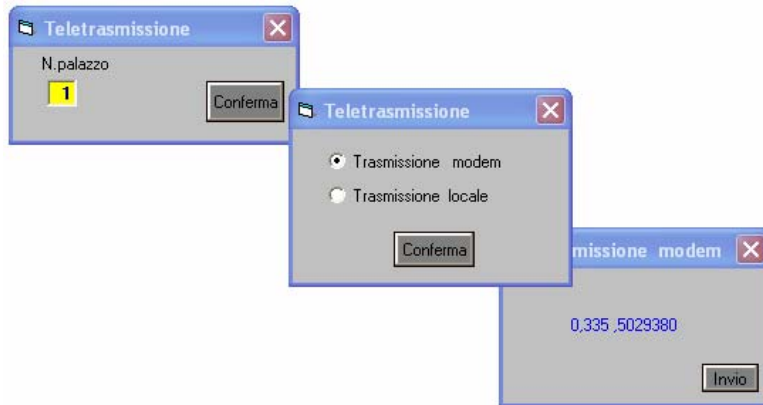 Teletrasmissione
N.palazzo
1
Conferma
Teletrasmissione
Trasmissione modem
Trasmissione locale
Conferma
missione modem
0,335 ,5029380
Invio